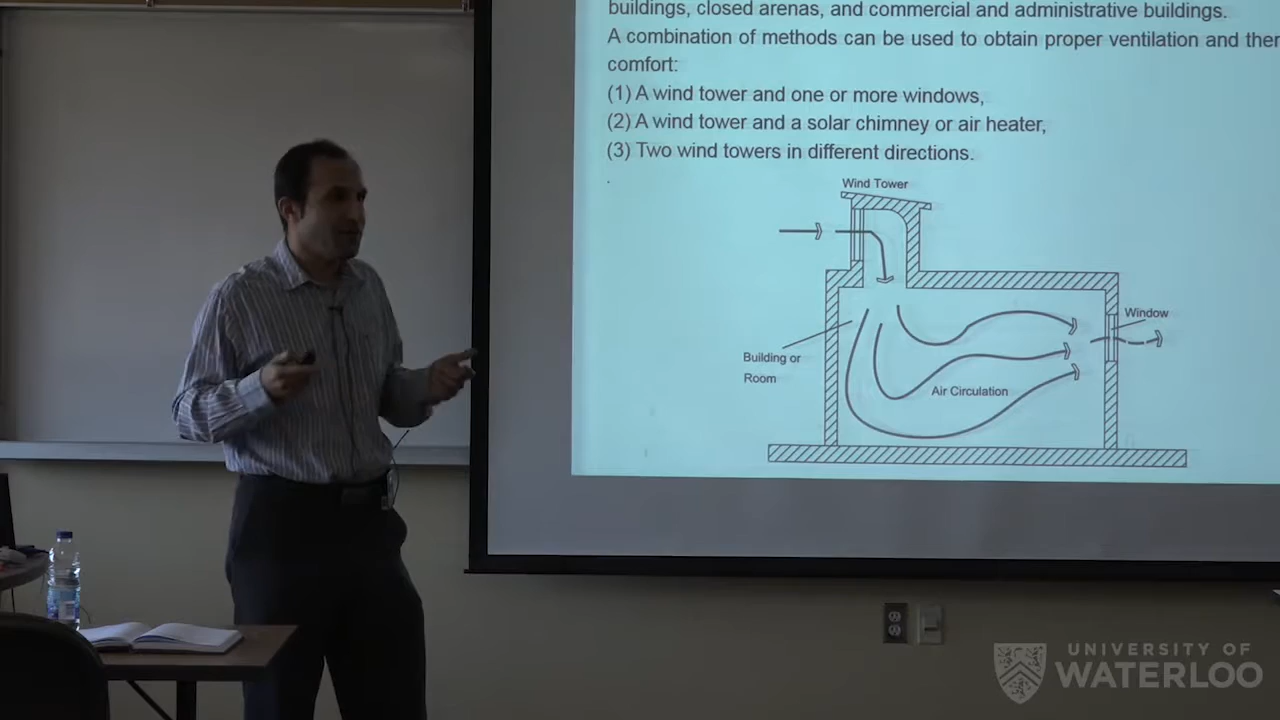 buildings, closed arenas, and commercial and administrative buildings.
A combination of methods can be used to obtain proper ventilation and ther
comfort:
(1) A wind tower and one or more windows,
(2) A wind tower and a solar chimney or air heater,
(3) Two wind towers in different directions.
Wind Tower
Window
Building or
Room
Air Circulation
UNIVERSITY OF
WATERLOO